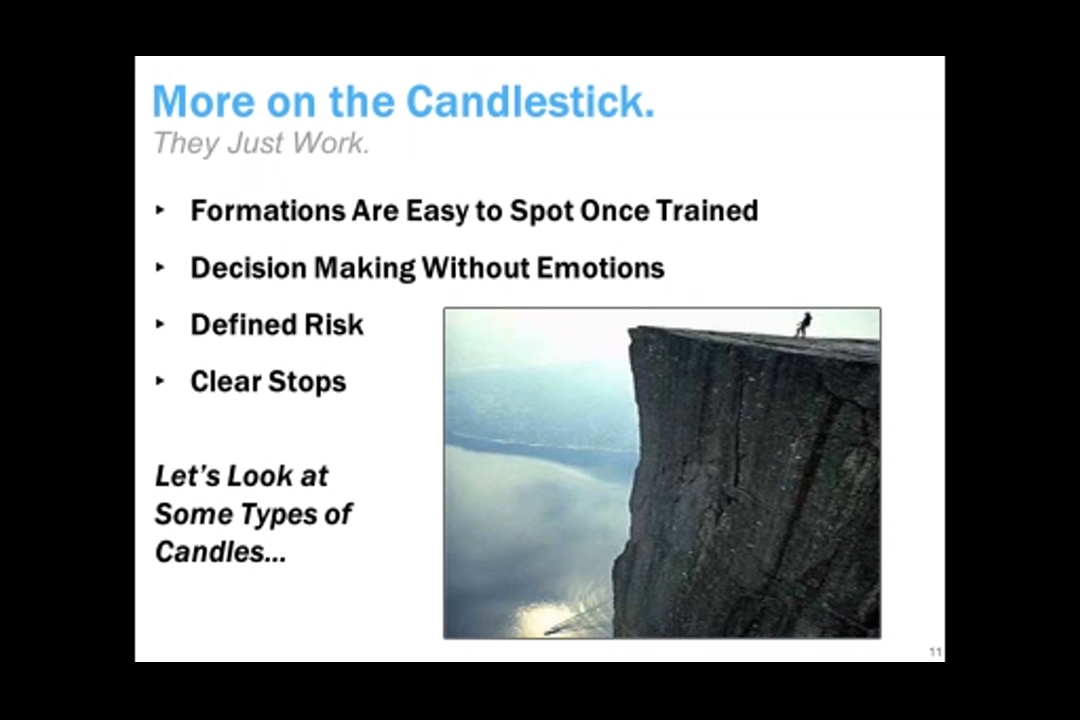 More on the Candlestick.
They Just Work.
‣ Formations Are Easy to Spot Once Trained
‣ Decision Making Without Emotions
‣ Defined Risk
‣ Clear Stops
Let's Look at
Some Types of
Candles...
11